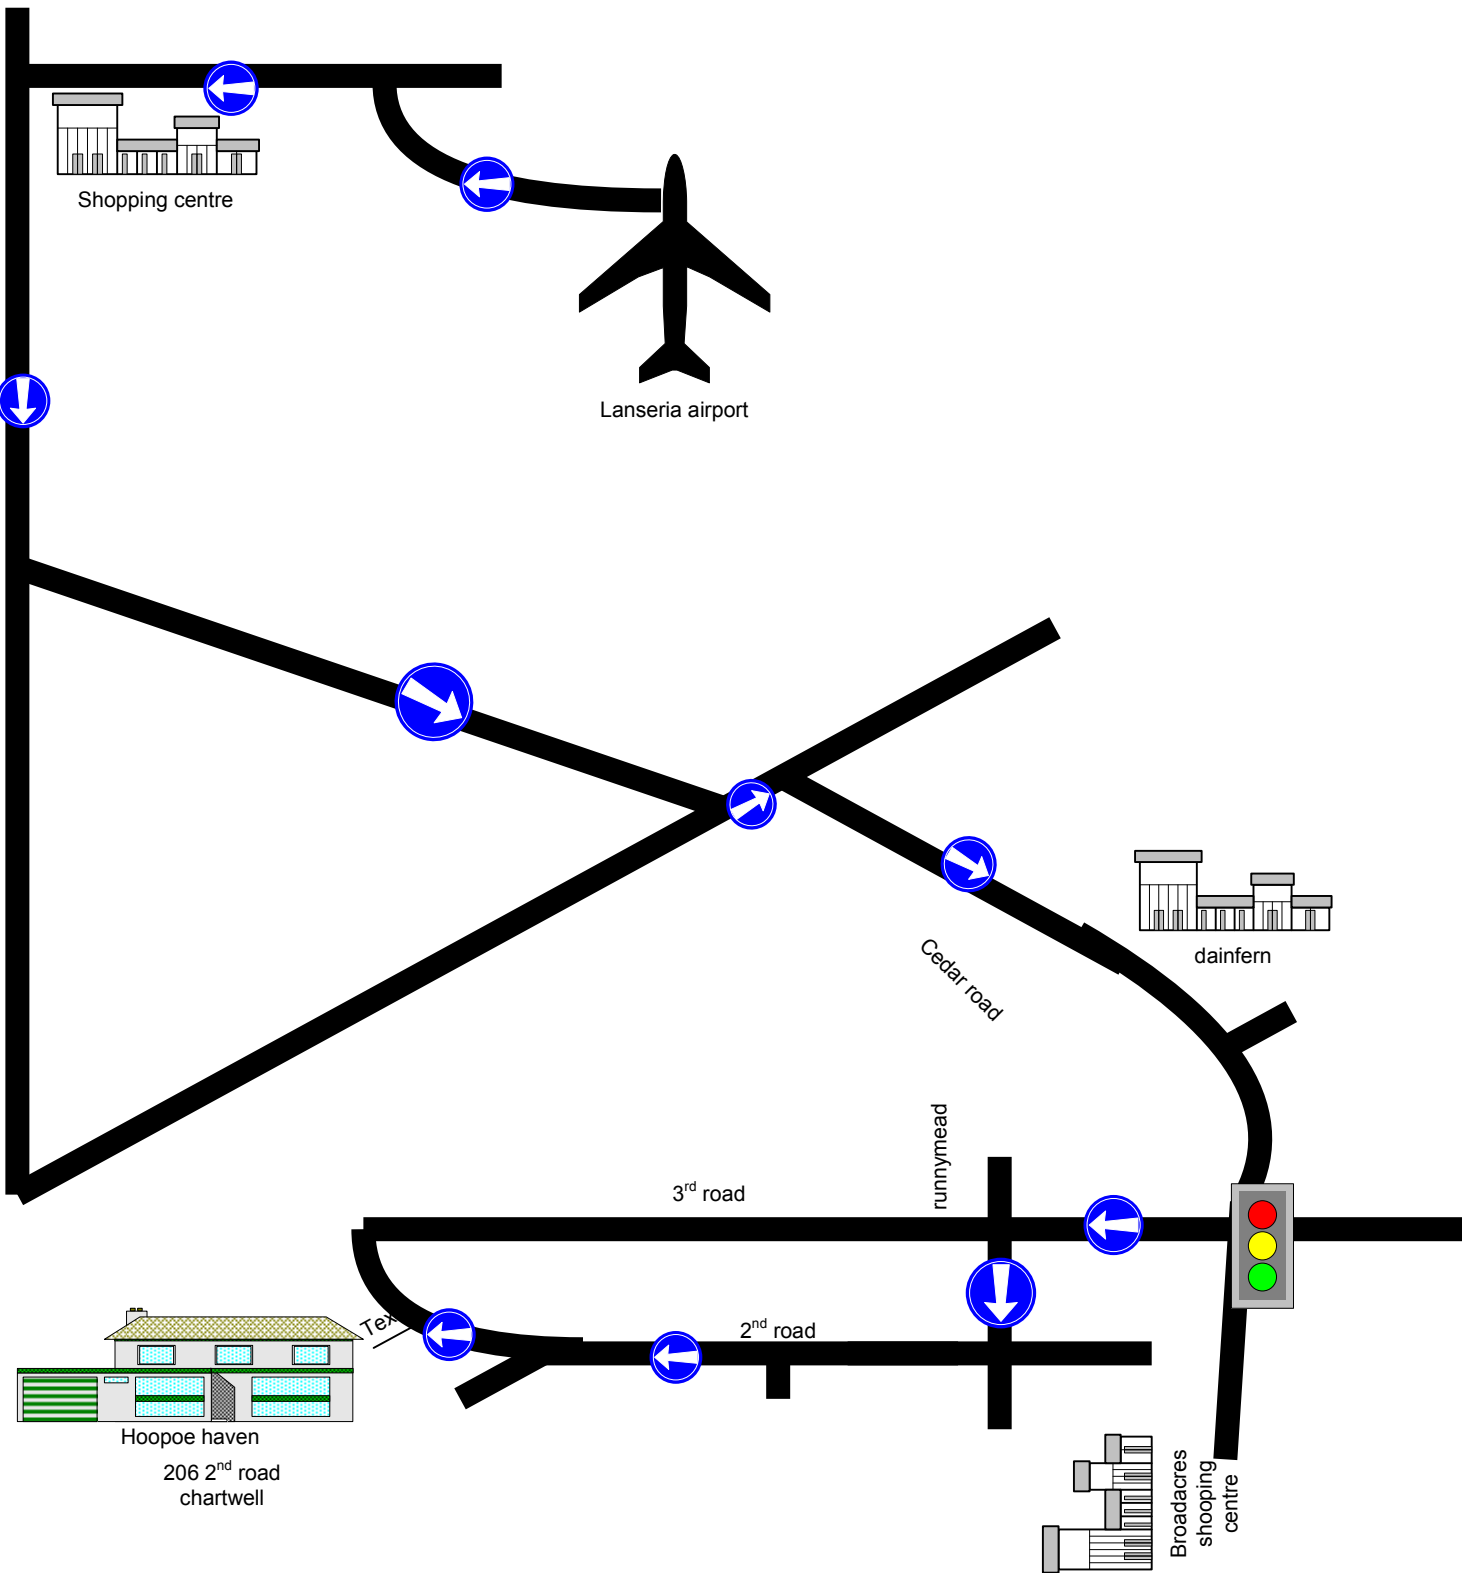 Shopping centre
Lanseria airport
dainfern
Cedar road
runnymead
3rd road
2nd road
Tex
Hoopoe haven
206 2nd road
chartwell
Broadacres
shooping
centre